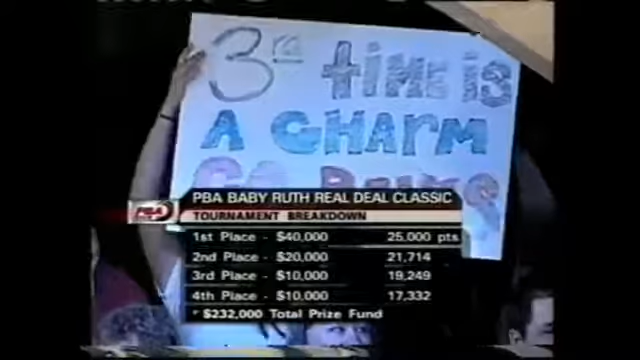 3rd TIME IS
A CHARM
GO
PBA BABY RUTH REAL DEAL CLASSIC
PBA
TOURNAMENT BREAKDOWN
1st Place - $40,000 25,000 pts
2nd Place - $20,000 21,714
3rd Place - $10,000 19,249
4th Place - $10,000 17,332
* $232,000 Total Prize Fund